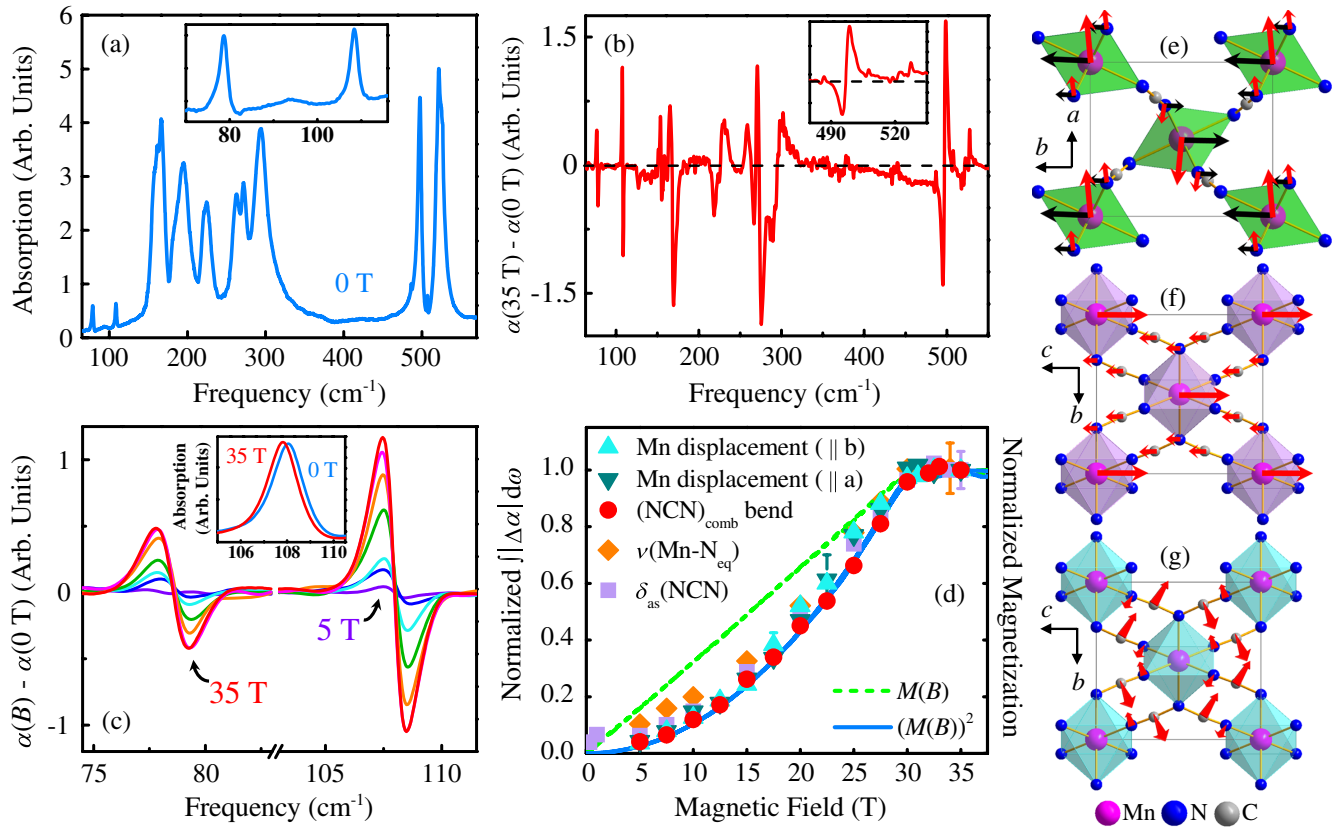 (a)
Absorption (Arb. Units)
6
5
4
3
2
1
0
80
100
0 T
100
200
300
400
500
Frequency (cm-1)
(b)
α(35 T) - α(0 T) (Arb. Units)
1.5
0
-1.5
490
520
100
200
300
400
500
Frequency (cm-1)
(c)
α(B) - α(0 T) (Arb. Units)
1
0
-1
Absorption
(Arb. Units)
35 T
0 T
105
106
108
110
5 T
35 T
75
80
105
110
Frequency (cm-1)
(d)
Normalized ∫|Δα|dω
1.0
0.8
0.6
0.4
0.2
0.0
Mn displacement (|| b)
Mn displacement (|| a)
(NCN)comb bend
ν(Mn-Neq)
δas(NCN)
M(B)
(M(B))2
0
5
10
15
20
25
30
35
Magnetic Field (T)
Normalized Magnetization
(e)
a
b
(f)
c
b
(g)
c
b
Mn
N
C